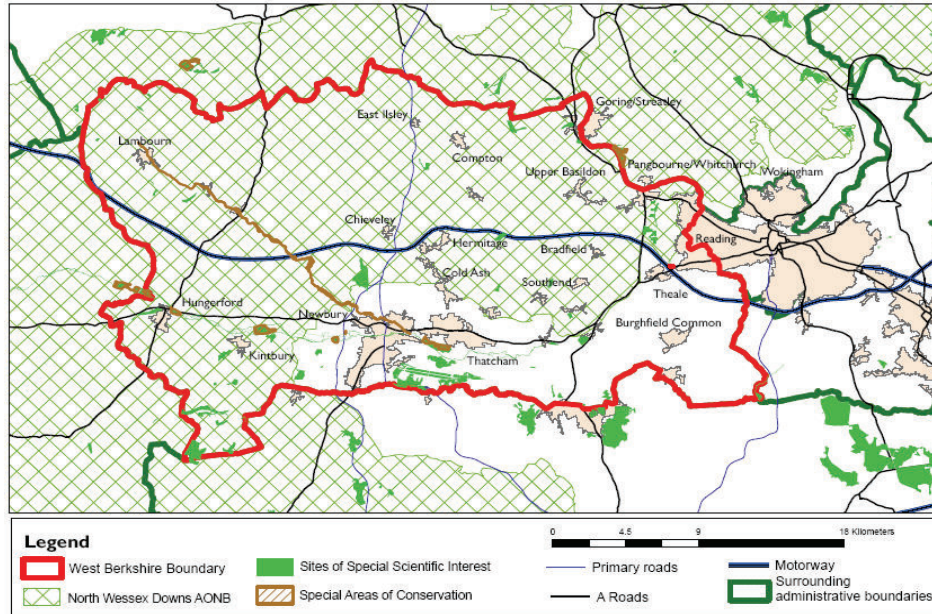 Goring/Streatley
East Ilsley
Lambourn
Compton
Pangbourne/Whitchurch
Upper Basildon
Wokingham
Chieveley
Hermitage
Bradfield
Reading
Cold Ash
Southend
Theale
Hungerford
Newbury
Burghfield Common
Kintbury
Thatcham
Legend
West Berkshire Boundary
North Wessex Downs AONB
Sites of Special Scientific Interest
Special Areas of Conservation
0 4.5 9 18 Kilometers
Primary roads
A Roads
Motorway
Surrounding
administrative boundaries